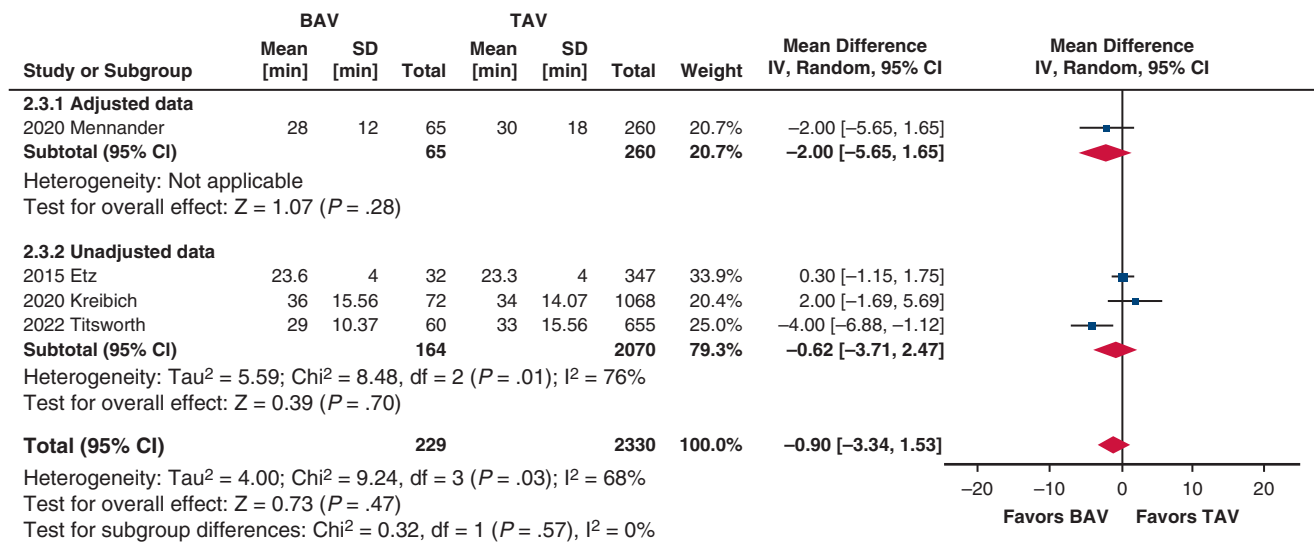 BAV TAV
Mean SD Mean SD Mean Difference Mean Difference
Study or Subgroup [min] [min] Total [min] [min] Total Weight IV, Random, 95% CI IV, Random, 95% CI
2.3.1 Adjusted data
2020 Mennander 28 12 65 30 18 260 20.7% –2.00 [–5.65, 1.65]
Subtotal (95% CI) 65 260 20.7% –2.00 [–5.65, 1.65]
Heterogeneity: Not applicable
Test for overall effect: Z = 1.07 (P = .28)
2.3.2 Unadjusted data
2015 Etz 23.6 4 32 23.3 4 347 33.9% 0.30 [–1.15, 1.75]
2020 Kreibich 36 15.56 72 34 14.07 1068 20.4% 2.00 [–1.69, 5.69]
2022 Titsworth 29 10.37 60 33 15.56 655 25.0% –4.00 [–6.88, –1.12]
Subtotal (95% CI) 164 2070 79.3% –0.62 [–3.71, 2.47]
Heterogeneity: Tau² = 5.59; Chi² = 8.48, df = 2 (P = .01); I² = 76%
Test for overall effect: Z = 0.39 (P = .70)
Total (95% CI) 229 2330 100.0% –0.90 [–3.34, 1.53]
Heterogeneity: Tau² = 4.00; Chi² = 9.24, df = 3 (P = .03); I² = 68%
Test for overall effect: Z = 0.73 (P = .47)
Test for subgroup differences: Chi² = 0.32, df = 1 (P = .57), I² = 0%
–20 –10 0 10 20
Favors BAV Favors TAV